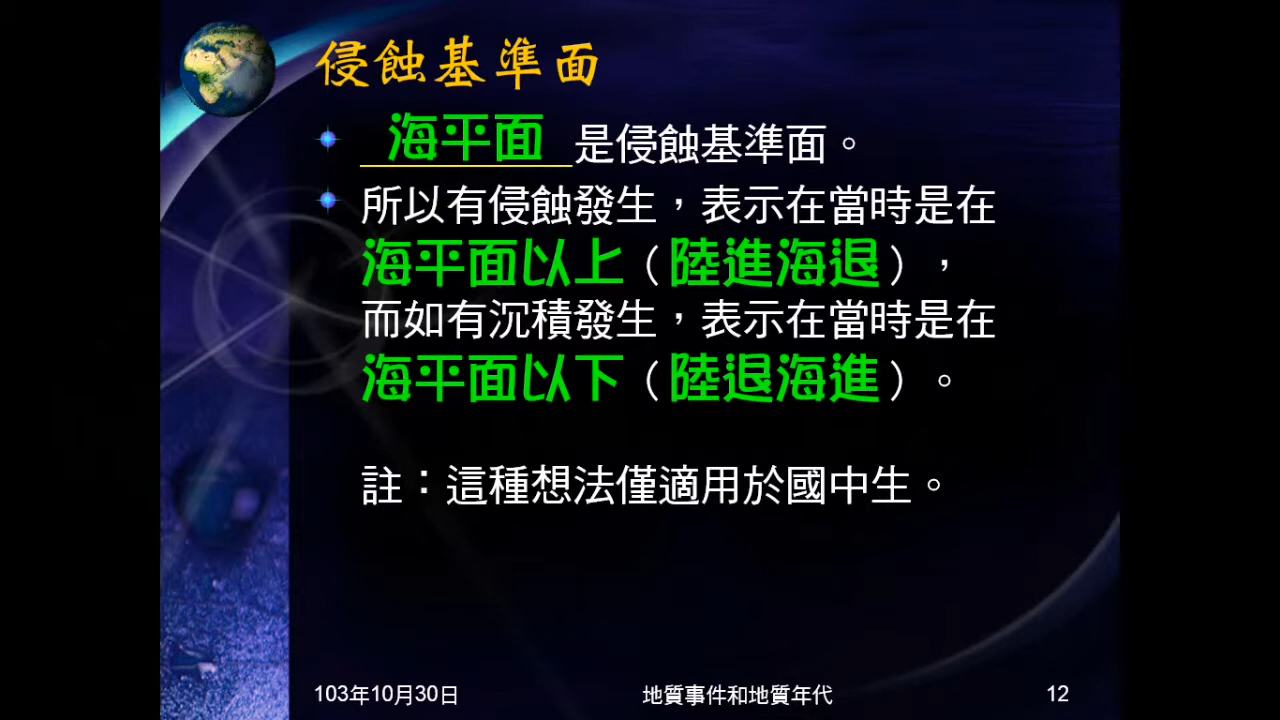 侵蝕基準面
海平面是侵蝕基準面。
所以有侵蝕發生，表示在當時是在
海平面以上（陸進海退），
而如有沉積發生，表示在當時是在
海平面以下（陸退海進）。
註：這種想法僅適用於國中生。
103年10月30日 地質事件和地質年代 12